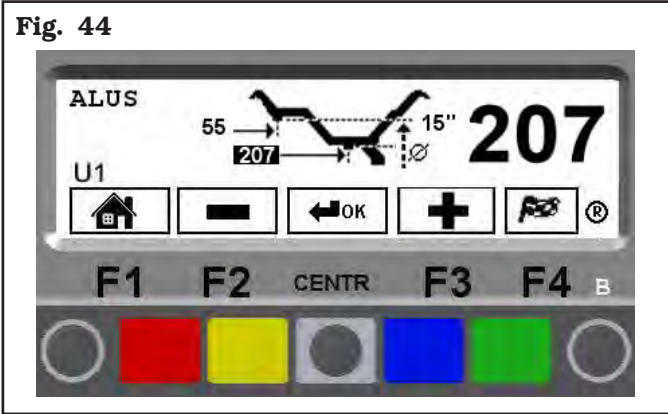 Fig. 44
ALUS
55
15"
207
207
Ø
U1
OK
®
F1 F2 CENTR F3 F4 B